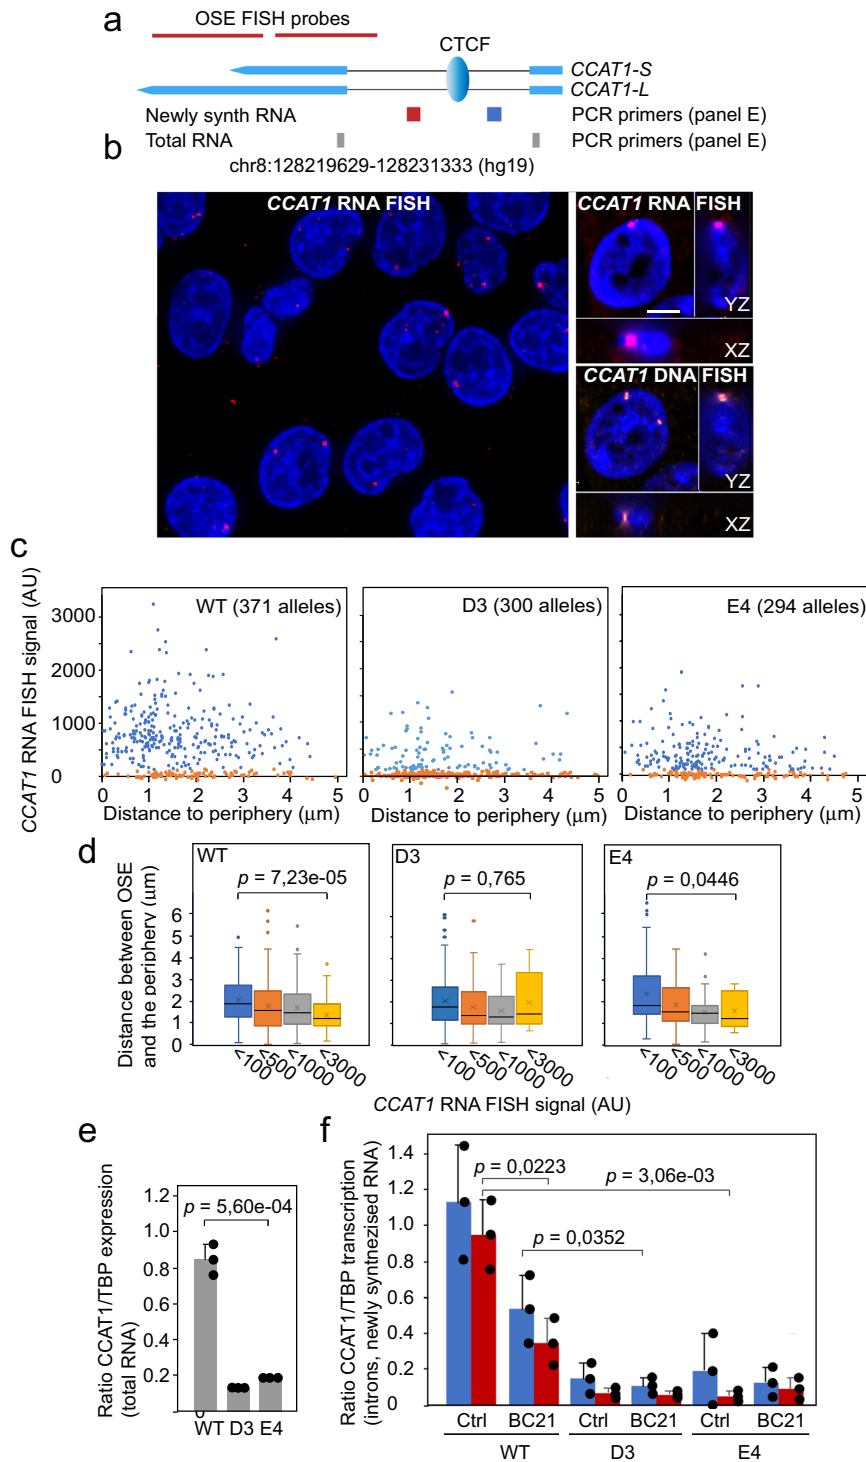 a
OSE FISH probes
CTCF
CCAT1-S
CCAT1-L
Newly synth RNA
PCR primers (panel E)
Total RNA
PCR primers (panel E)
chr8:128219629-128231333 (hg19)
b
CCAT1 RNA FISH
CCAT1 RNA FISH
YZ
XZ
CCAT1 DNA FISH
YZ
XZ
c
CCAT1 RNA FISH signal (AU)
3000
2000
1000
0
WT (371 alleles)
D3 (300 alleles)
E4 (294 alleles)
0 1 2 3 4 5
0 1 2 3 4 5
0 1 2 3 4 5
Distance to periphery (μm)
Distance to periphery (μm)
Distance to periphery (μm)
d
Distance between OSE
and the periphery (μm)
6
5
4
3
2
1
0
WT
p = 7,23e-05
D3
p = 0,765
E4
p = 0,0446
<100 <500 <1000 <3000
<100 <500 <1000 <3000
<100 <500 <1000 <3000
CCAT1 RNA FISH signal (AU)
e
Ratio CCAT1/TBP expression
(total RNA)
1.2
1.0
0.8
0.6
0.4
0.2
0
p = 5,60e-04
WT D3 E4
f
Ratio CCAT1/TBP transcription
(introns, newly syntnezised RNA)
1.4
1.2
1.0
0.8
0.6
0.4
0.2
0
p = 0,0223
p = 3,06e-03
p = 0,0352
Ctrl BC21 Ctrl BC21 Ctrl BC21
WT D3 E4